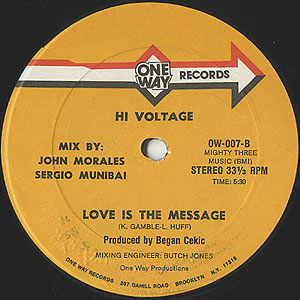 ONE WAY RECORDS
HI VOLTAGE
MIX BY:
JOHN MORALES
SERGIO MUNIBAI
OW-007-B
MIGHTY THREE
MUSIC (BMI)
STEREO 33⅓ RPM
TIME: 5:30
LOVE IS THE MESSAGE
(K. GAMBLE-L. HUFF)
Produced by Began Cekic
MIXING ENGINEER: BUTCH JONES
One Way Productions
ONE WAY RECORDS 207 DAHILL ROAD BROOKLYN, N.Y. 11218